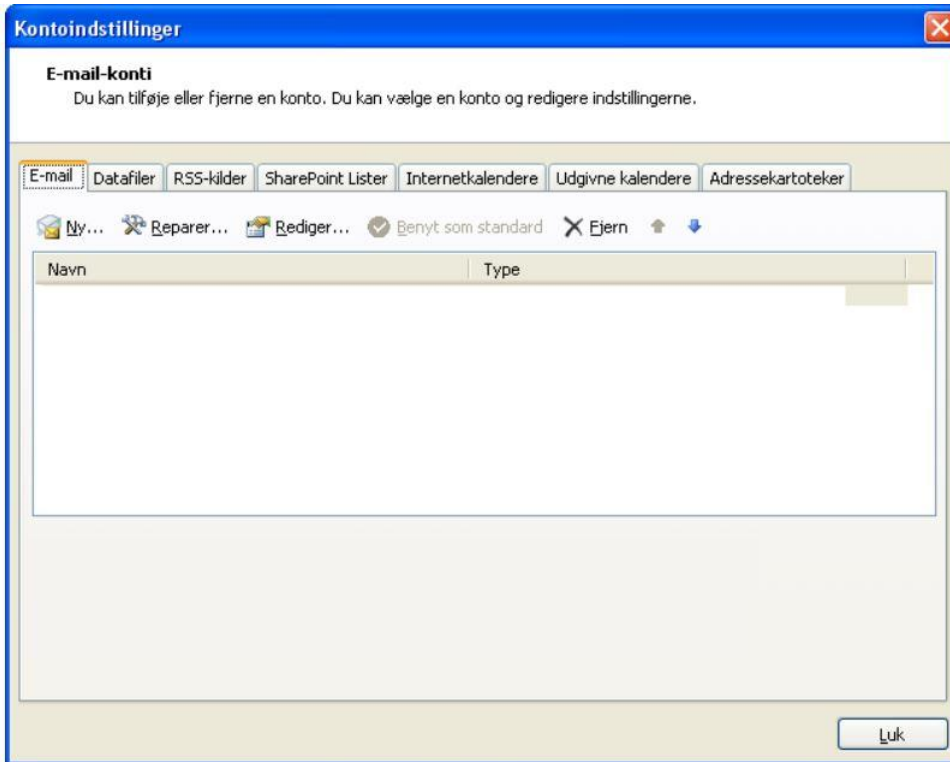 Kontoindstillinger
E-mail-konti
Du kan tilføje eller fjerne en konto. Du kan vælge en konto og redigere indstillingerne.
E-mail Datafiler RSS-kilder SharePoint Lister Internetkalendere Udgivne kalendere Adressekartoteker
Ny... Reparer... Rediger... Benyt som standard Fjern
Navn Type
Luk